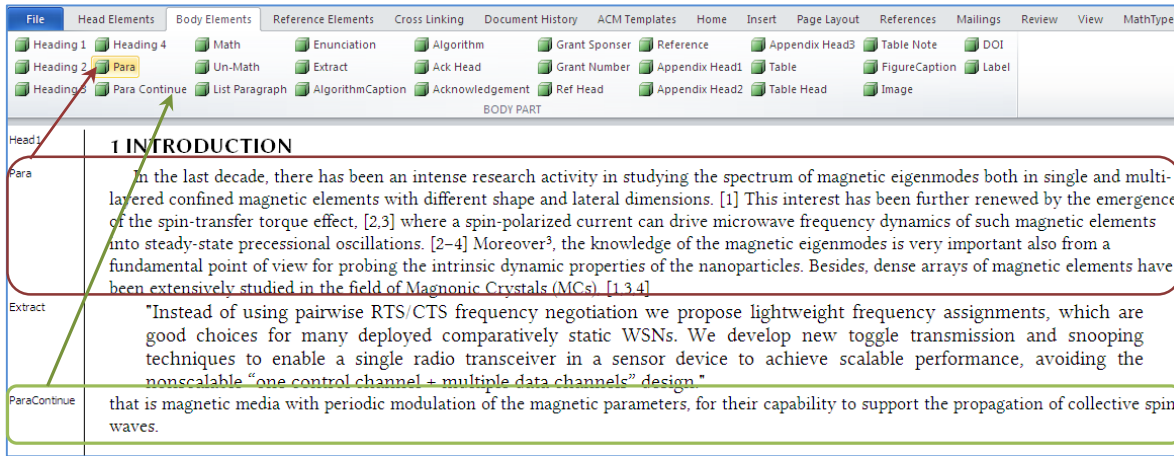 File Head Elements Body Elements Reference Elements Cross Linking Document History ACM Templates Home Insert Page Layout References Mailings Review View MathType
Heading 1 Heading 4 Math Enunciation Algorithm Grant Sponser Reference Appendix Head3 Table Note DOI
Heading 2 Para Un-Math Extract Ack Head Grant Number Appendix Head1 Table FigureCaption Label
Heading 3 Para Continue List Paragraph AlgorithmCaption Acknowledgement Ref Head Appendix Head2 Table Head Image
BODY PART
Head1 1 INTRODUCTION
Para In the last decade, there has been an intense research activity in studying the spectrum of magnetic eigenmodes both in single and multi-
layered confined magnetic elements with different shape and lateral dimensions. [1] This interest has been further renewed by the emergence
of the spin-transfer torque effect, [2,3] where a spin-polarized current can drive microwave frequency dynamics of such magnetic elements
into steady-state precessional oscillations. [2–4] Moreover³, the knowledge of the magnetic eigenmodes is very important also from a
fundamental point of view for probing the intrinsic dynamic properties of the nanoparticles. Besides, dense arrays of magnetic elements have
been extensively studied in the field of Magnonic Crystals (MCs). [1,3,4]
Extract "Instead of using pairwise RTS/CTS frequency negotiation we propose lightweight frequency assignments, which are
good choices for many deployed comparatively static WSNs. We develop new toggle transmission and snooping
techniques to enable a single radio transceiver in a sensor device to achieve scalable performance, avoiding the
nonscalable “one control channel + multiple data channels” design."
ParaContinue that is magnetic media with periodic modulation of the magnetic parameters, for their capability to support the propagation of collective spin
waves.